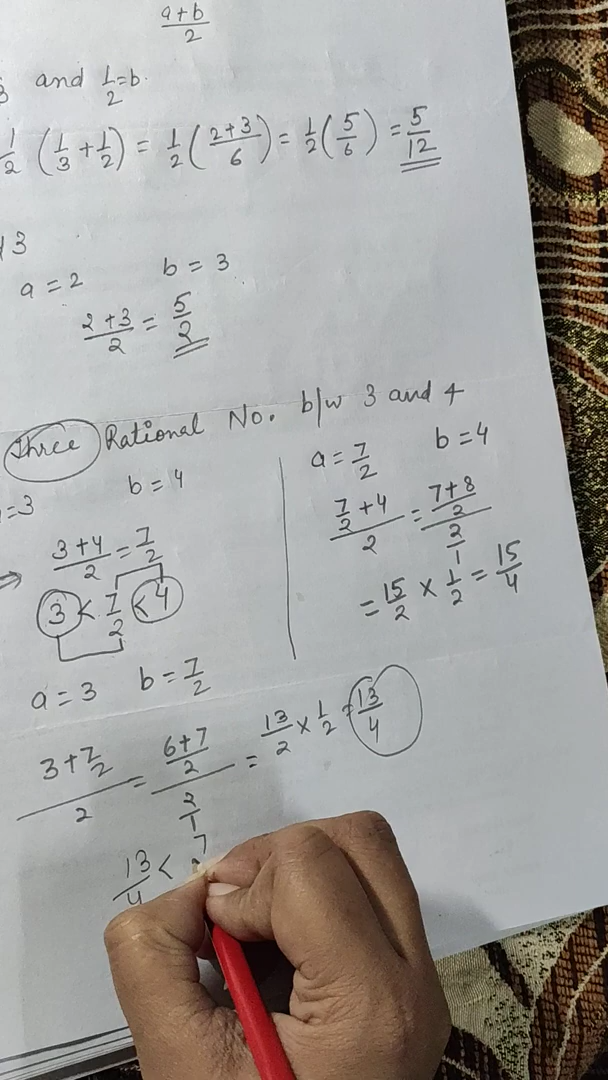 a+b/2
3 and 1/2 = b.
1/2 (1/3 + 1/2) = 1/2 (2+3/6) = 1/2 (5/6) = 5/12
3
a = 2 b = 3
2+3/2 = 5/2
Three Rational No. b/w 3 and 4
=3 b = 4
⇒ 3+4/2 = 7/2
3 < 7/2 < 4
a = 3 b = 7/2
3+7/2/2 = 6+7/2/2/1 = 13/2 × 1/2 = 13/4
13/4 < 7
a = 7/2 b = 4
7/2+4/2 = 7+8/2/2/1
= 15/2 × 1/2 = 15/4